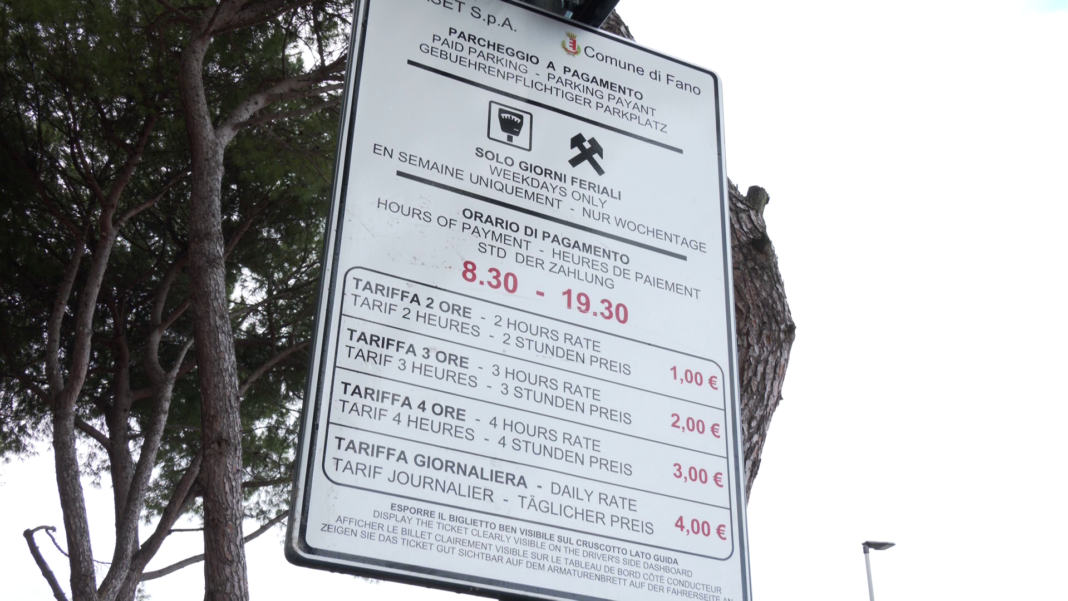 ASET S.p.A.
Comune di Fano
PARCHEGGIO A PAGAMENTO
PAID PARKING - PARKING PAYANT
GEBUEHRENPFLICHTIGER PARKPLATZ
SOLO GIORNI FERIALI
WEEKDAYS ONLY
EN SEMAINE UNIQUEMENT - NUR WOCHENTAGE
ORARIO DI PAGAMENTO
HOURS OF PAYMENT - HEURES DE PAIEMENT
STD DER ZAHLUNG
8.30 - 19.30
TARIFFA 2 ORE - 2 HOURS RATE
TARIF 2 HEURES - 2 STUNDEN PREIS
1,00 €
TARIFFA 3 ORE - 3 HOURS RATE
TARIF 3 HEURES - 3 STUNDEN PREIS
2,00 €
TARIFFA 4 ORE - 4 HOURS RATE
TARIF 4 HEURES - 4 STUNDEN PREIS
3,00 €
TARIFFA GIORNALIERA - DAILY RATE
TARIF JOURNALIER - TÄGLICHER PREIS
4,00 €
ESPORRE IL BIGLIETTO BEN VISIBILE SUL CRUSCOTTO LATO GUIDA
DISPLAY THE TICKET CLEARLY VISIBLE ON THE DRIVER'S SIDE DASHBOARD
AFFICHER LE BILLET CLAIREMENT VISIBLE SUR LE TABLEAU DE BORD CÔTÉ CONDUCTEUR
ZEIGEN SIE DAS TICKET GUT SICHTBAR AUF DEM ARMATURENBRETT AUF DER FAHRERSEITE AN